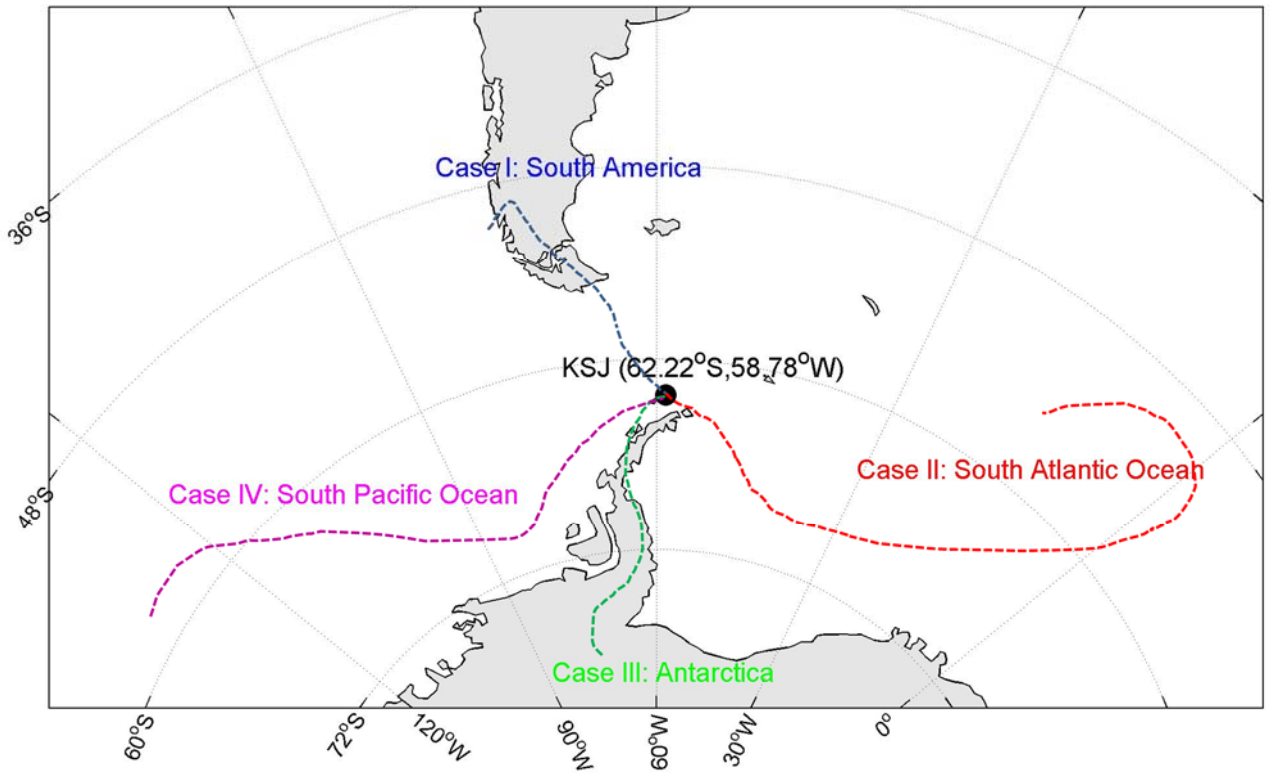 Case I: South America
36°S
KSJ (62.22°S,58.78°W)
Case II: South Atlantic Ocean
Case IV: South Pacific Ocean
48°S
Case III: Antarctica
60°S
72°S
120°W
90°W
60°W
30°W
0°